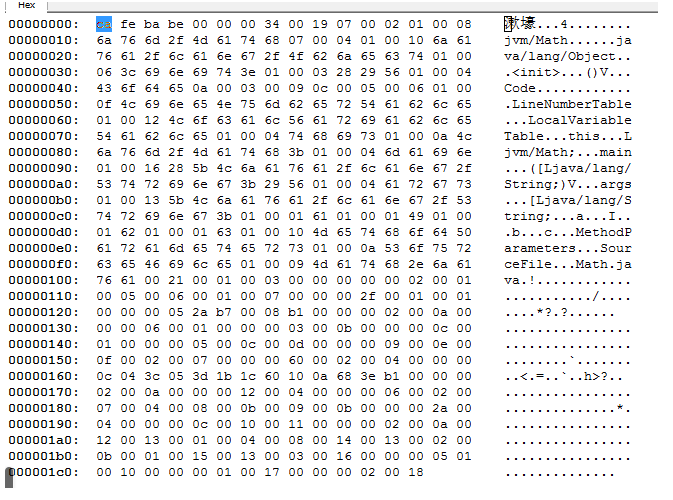 Hex
00000000: ca fe ba be 00 00 00 34 00 19 07 00 02 01 00 08 漱壕...4........
00000010: 6a 76 6d 2f 4d 61 74 68 07 00 04 01 00 10 6a 61 jvm/Math......ja
00000020: 76 61 2f 6c 61 6e 67 2f 4f 62 6a 65 63 74 01 00 va/lang/Object..
00000030: 06 3c 69 6e 69 74 3e 01 00 03 28 29 56 01 00 04 .<init>...()V...
00000040: 43 6f 64 65 0a 00 03 00 09 0c 00 05 00 06 01 00 Code............
00000050: 0f 4c 69 6e 65 4e 75 6d 62 65 72 54 61 62 6c 65 .LineNumberTable
00000060: 01 00 12 4c 6f 63 61 6c 56 61 72 69 61 62 6c 65 ...LocalVariable
00000070: 54 61 62 6c 65 01 00 04 74 68 69 73 01 00 0a 4c Table...this...L
00000080: 6a 76 6d 2f 4d 61 74 68 3b 01 00 04 6d 61 69 6e jvm/Math;...main
00000090: 01 00 16 28 5b 4c 6a 61 76 61 2f 6c 61 6e 67 2f ...([Ljava/lang/
000000a0: 53 74 72 69 6e 67 3b 29 56 01 00 04 61 72 67 73 String;)V...args
000000b0: 01 00 13 5b 4c 6a 61 76 61 2f 6c 61 6e 67 2f 53 ...[Ljava/lang/S
000000c0: 74 72 69 6e 67 3b 01 00 01 61 01 00 01 49 01 00 tring;...a...I..
000000d0: 01 62 01 00 01 63 01 00 10 4d 65 74 68 6f 64 50 .b...c...MethodP
000000e0: 61 72 61 6d 65 74 65 72 73 01 00 0a 53 6f 75 72 arameters...Sour
000000f0: 63 65 46 69 6c 65 01 00 09 4d 61 74 68 2e 6a 61 ceFile...Math.ja
00000100: 76 61 00 21 00 01 00 03 00 00 00 00 00 02 00 01 va.!............
00000110: 00 05 00 06 00 01 00 07 00 00 00 2f 00 01 00 01 .........../....
00000120: 00 00 00 05 2a b7 00 08 b1 00 00 00 02 00 0a 00 ....*?.?......
00000130: 00 00 06 00 01 00 00 00 03 00 0b 00 00 00 0c 00 ................
00000140: 01 00 00 00 05 00 0c 00 0d 00 00 00 09 00 0e 00 ................
00000150: 0f 00 02 00 07 00 00 00 60 00 02 00 04 00 00 00 ........`.......
00000160: 0c 04 3c 05 3d 1b 1c 60 10 0a 68 3e b1 00 00 00 ..<.=..`..h>?..
00000170: 02 00 0a 00 00 00 12 00 04 00 00 00 06 00 02 00 ................
00000180: 07 00 04 00 08 00 0b 00 09 00 0b 00 00 00 2a 00 ..............*.
00000190: 04 00 00 00 0c 00 10 00 11 00 00 00 02 00 0a 00 ................
000001a0: 12 00 13 00 01 00 04 00 08 00 14 00 13 00 02 00 ................
000001b0: 0b 00 01 00 15 00 13 00 03 00 16 00 00 00 05 01 ................
000001c0: 00 10 00 00 00 01 00 17 00 00 00 02 00 18 ..............